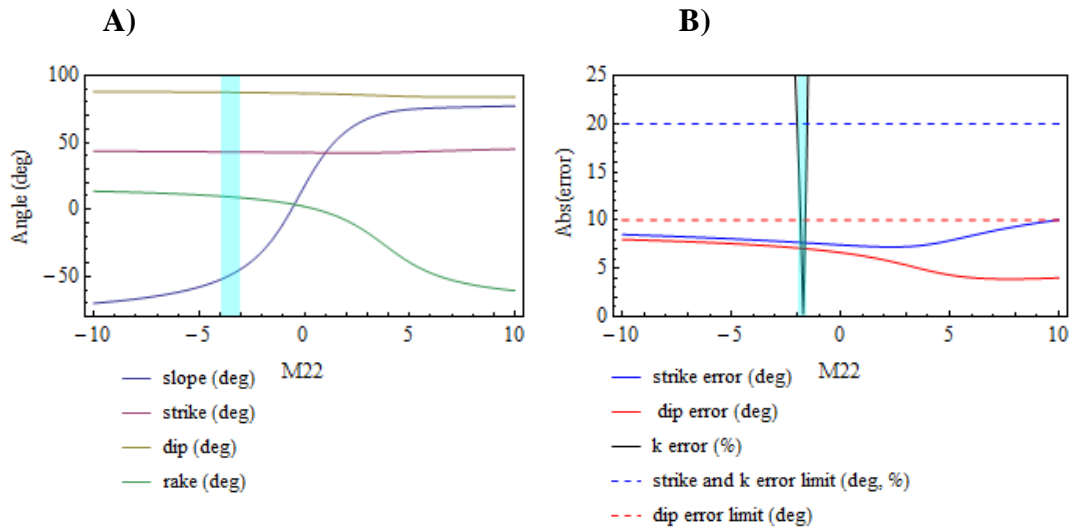 A)
B)
100
50
0
−50
Angle (deg)
−10 −5 0 5 10
M22
slope (deg)
strike (deg)
dip (deg)
rake (deg)
25
20
15
10
5
0
Abs(error)
−10 −5 0 5 10
M22
strike error (deg)
dip error (deg)
k error (%)
strike and k error limit (deg, %)
dip error limit (deg)